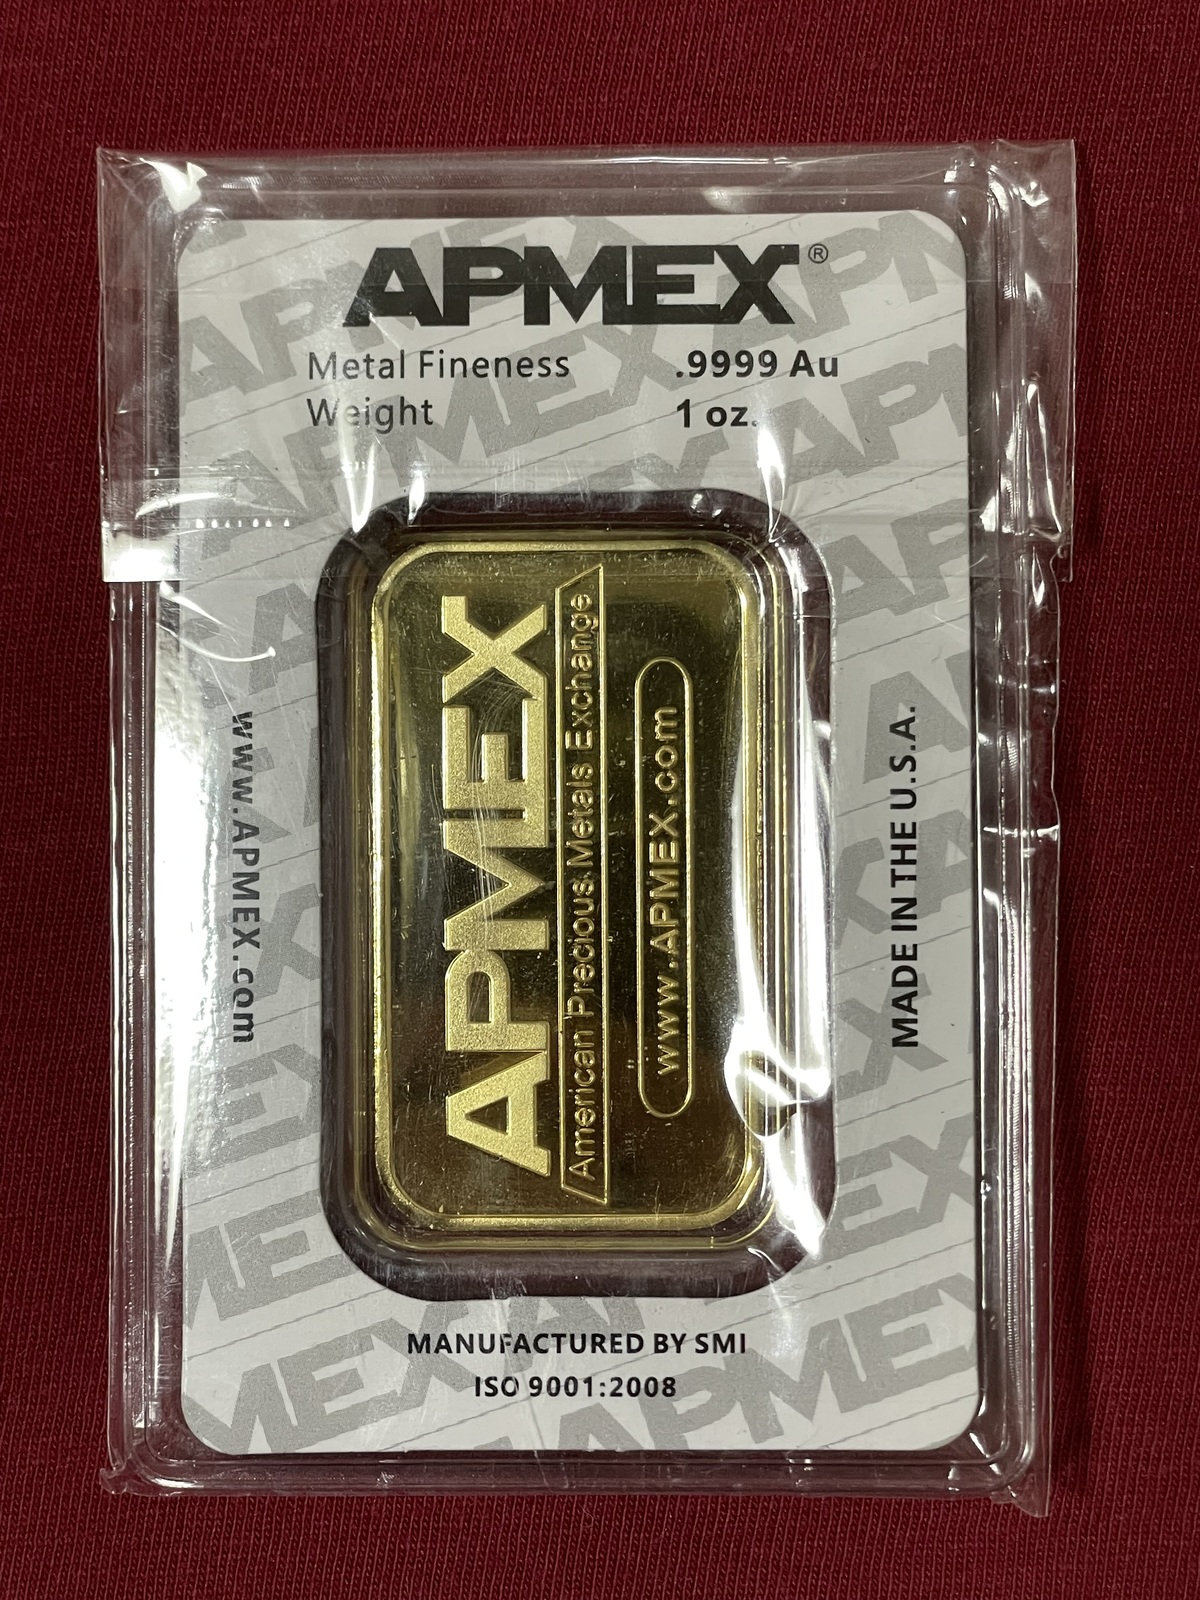 APMEX®
Metal Fineness .9999 Au
Weight 1 oz.
www.APMEX.com
APMEX
American Precious Metals Exchange
www.APMEX.com
MADE IN THE U.S.A.
MANUFACTURED BY SMI
ISO 9001:2008